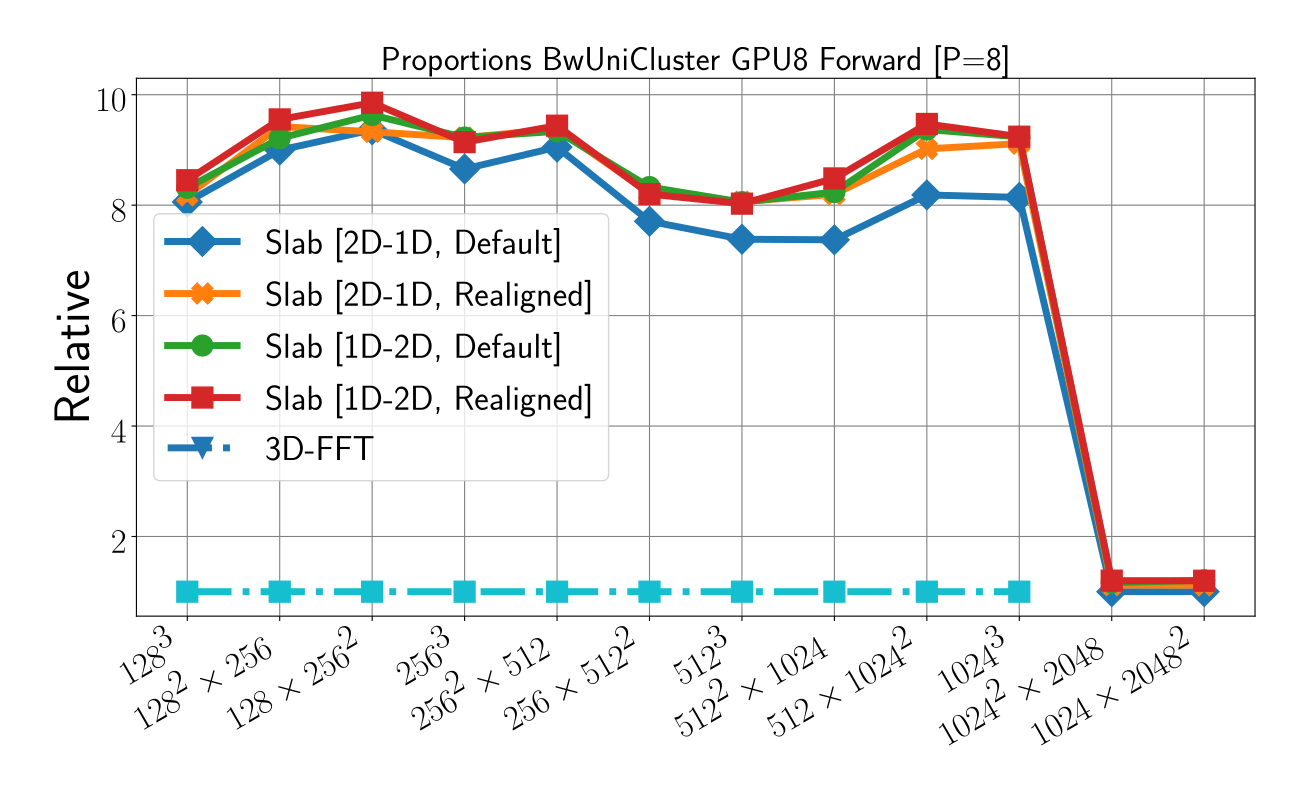 Proportions BwUniCluster GPU8 Forward [P=8]
Relative
10
8
6
4
2
Slab [2D-1D, Default]
Slab [2D-1D, Realigned]
Slab [1D-2D, Default]
Slab [1D-2D, Realigned]
3D-FFT
128³
128² × 256
128 × 256²
256³
256² × 512
256 × 512²
512³
512² × 1024
512 × 1024²
1024³
1024² × 2048
1024 × 2048²